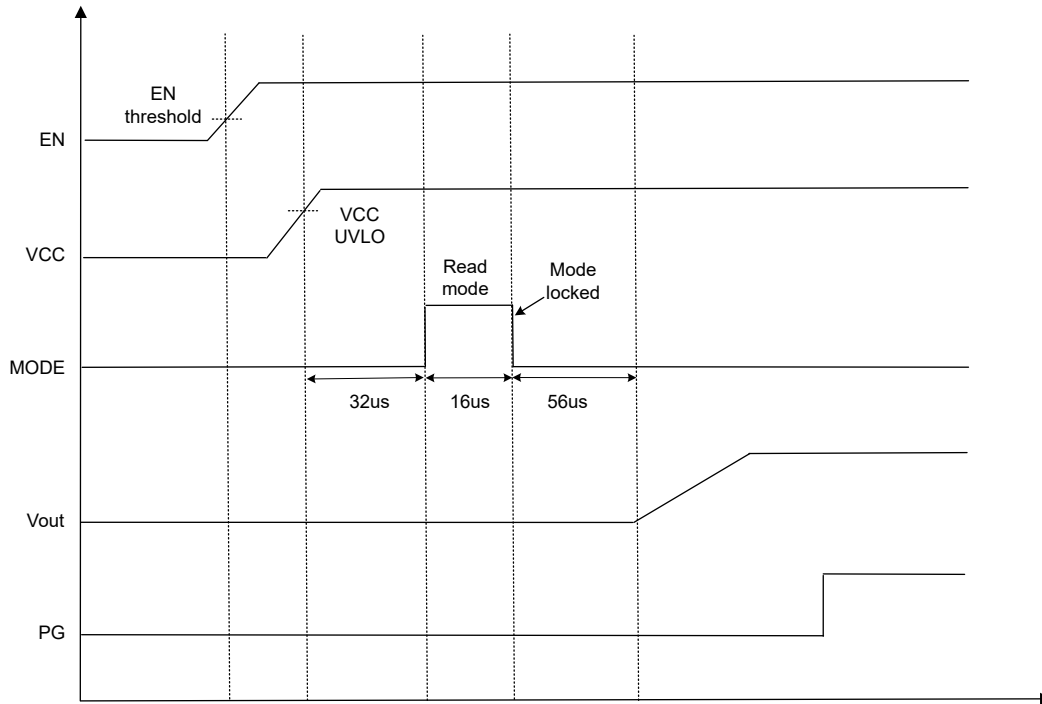 EN
threshold
EN
VCC
UVLO
VCC
Read
mode
Mode
locked
MODE
32us
16us
56us
Vout
PG